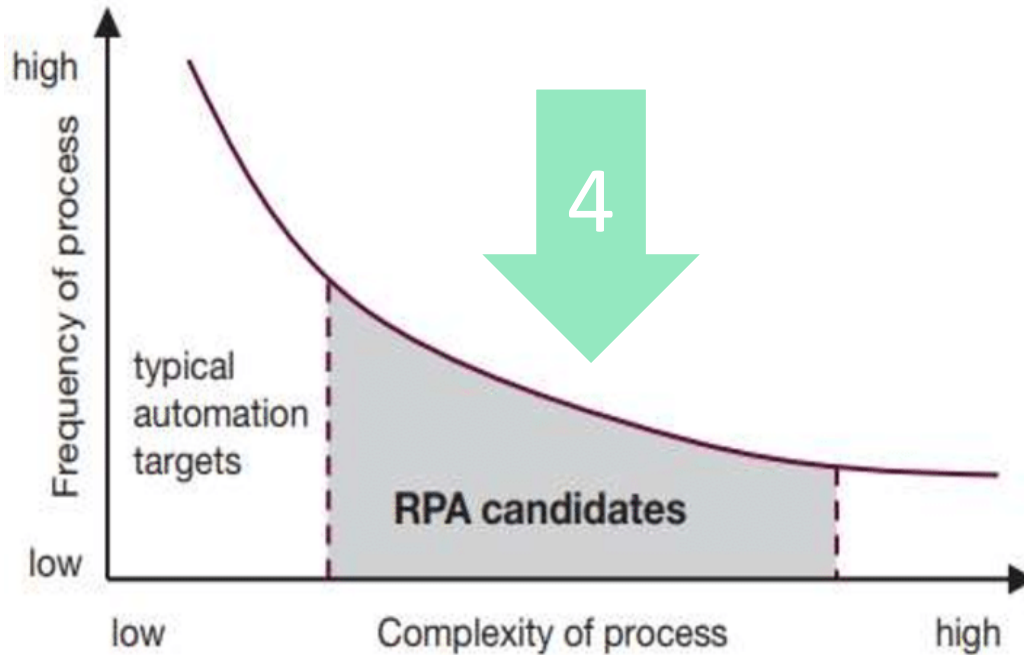 high
Frequency of process
4
typical
automation
targets
RPA candidates
low
low
Complexity of process
high